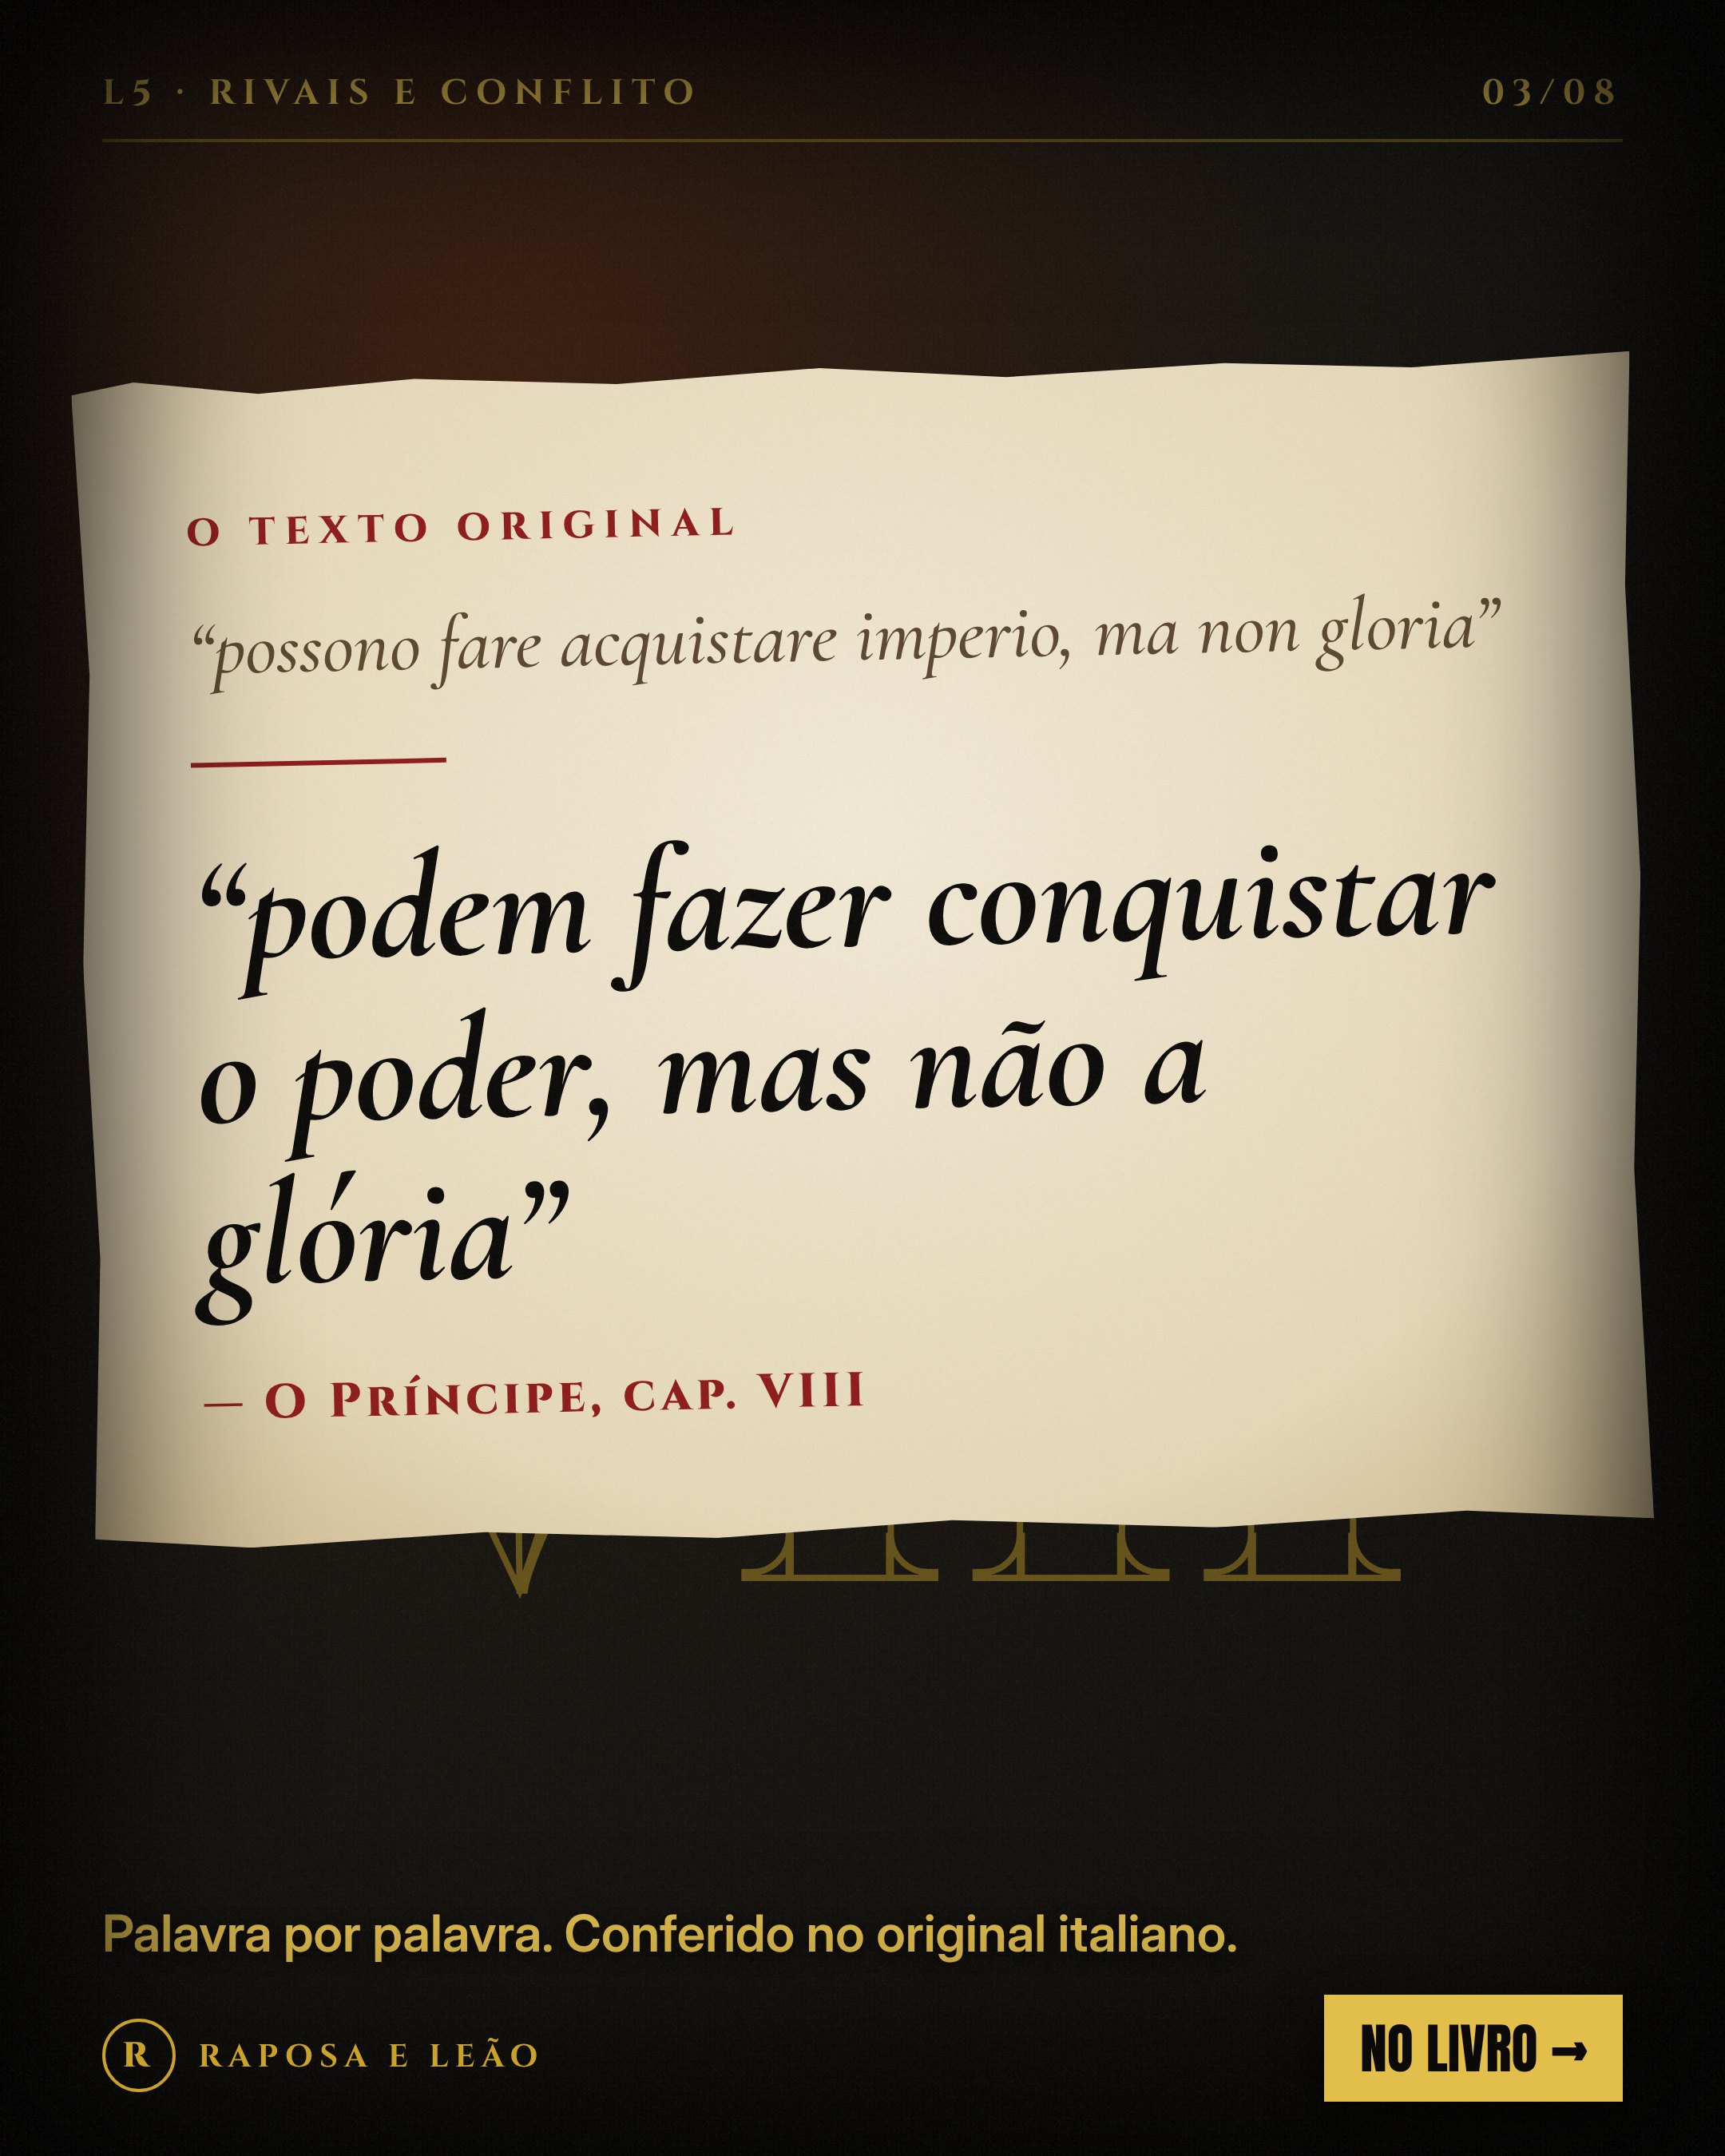 L5 · RIVAIS E CONFLITO
03/08
O TEXTO ORIGINAL
“possono fare acquistare imperio, ma non gloria”
“podem fazer conquistar
o poder, mas não a
glória”
— O PRÍNCIPE, CAP. VIII
Palavra por palavra. Conferido no original italiano.
R RAPOSA E LEÃO
NO LIVRO →